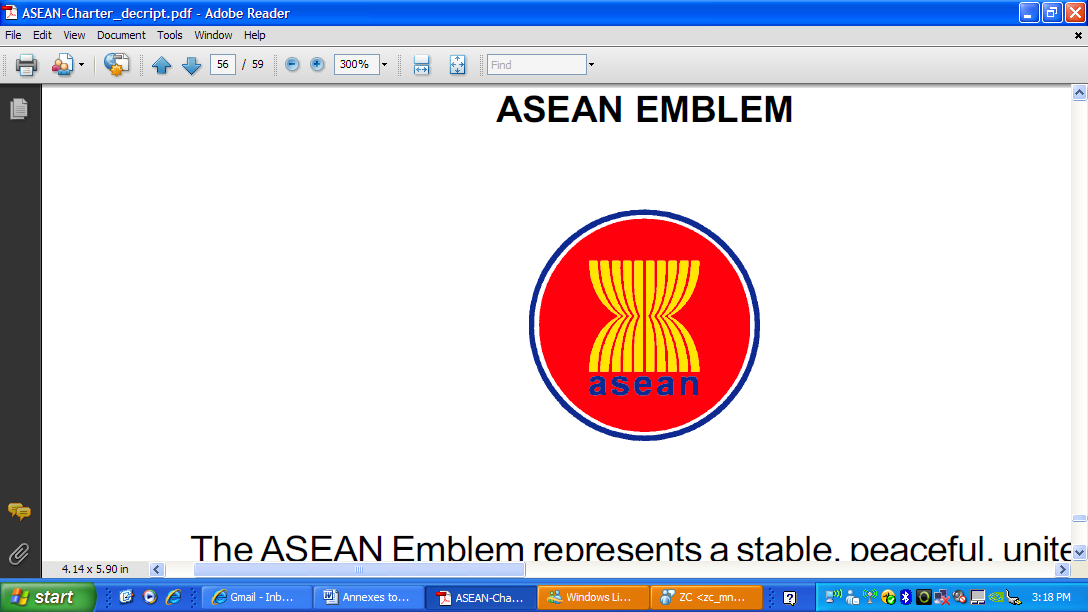 ASEAN-Charter_decript.pdf - Adobe Reader
File Edit View Document Tools Window Help
56 / 59 300% Find
ASEAN EMBLEM
asean
The ASEAN Emblem represents a stable, peaceful, unite
4.14 x 5.90 in
start Gmail - Inb... Annexes to... ASEAN-Cha... Windows Li... ZC <zc_mn... 3:18 PM